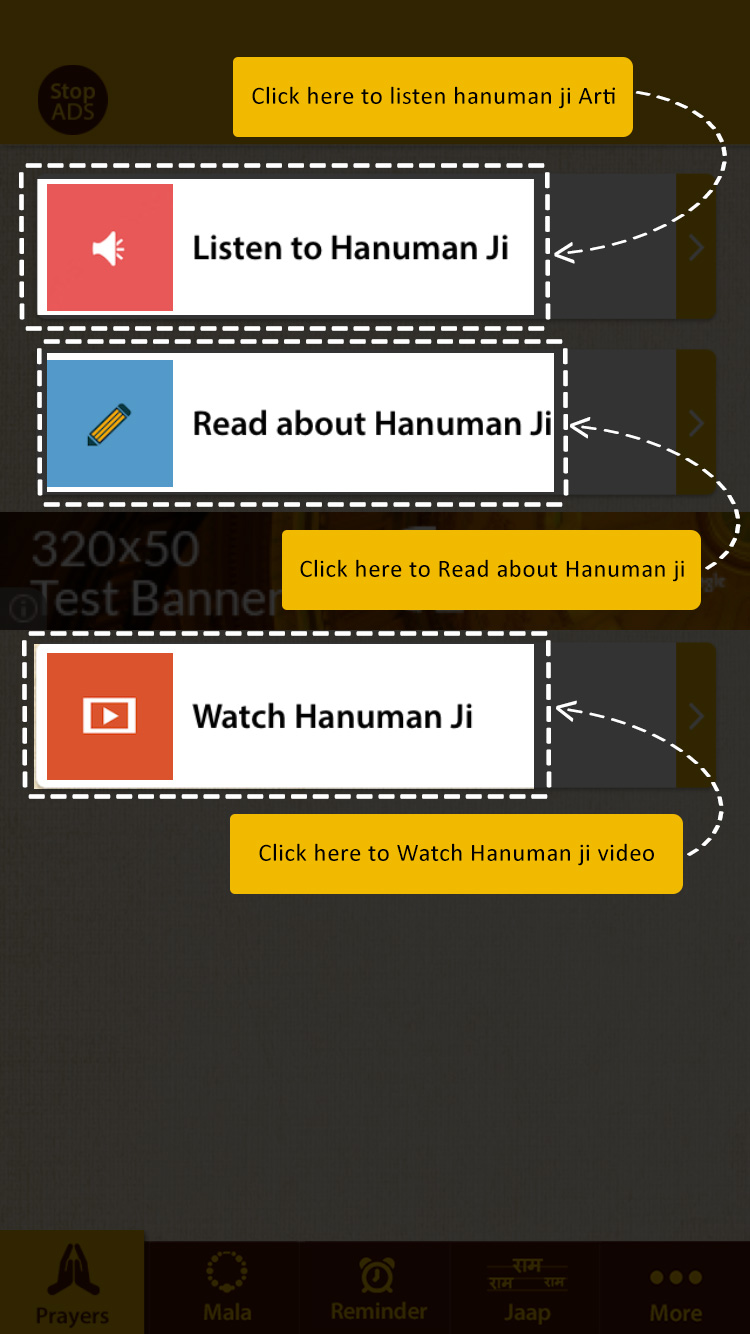 Stop
ADS
Click here to listen hanuman ji Arti
Listen to Hanuman Ji
Read about Hanuman Ji
320×50
Test Banner
Click here to Read about Hanuman ji
Watch Hanuman Ji
Click here to Watch Hanuman ji video
राम
राम राम
Prayers
Mala
Reminder
Jaap
More